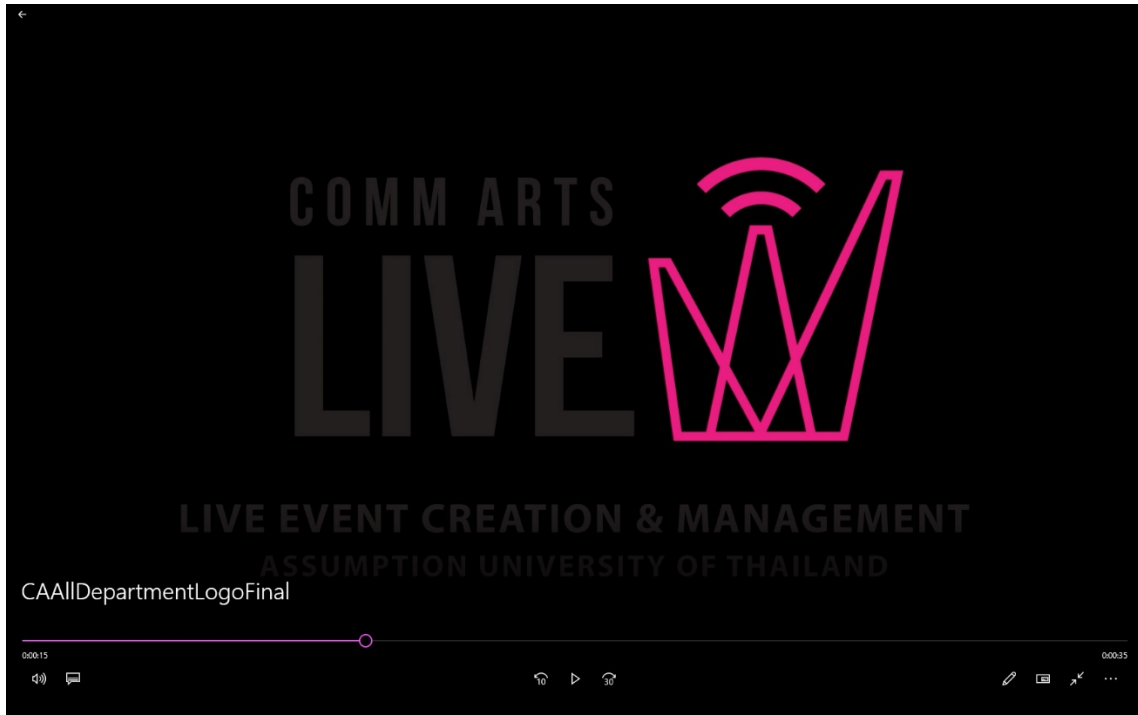 COMM ARTS
LIVE
LIVE EVENT CREATION & MANAGEMENT
ASSUMPTION UNIVERSITY OF THAILAND
CAAllDepartmentLogoFinal
0:00:15
0:00:35
10
30